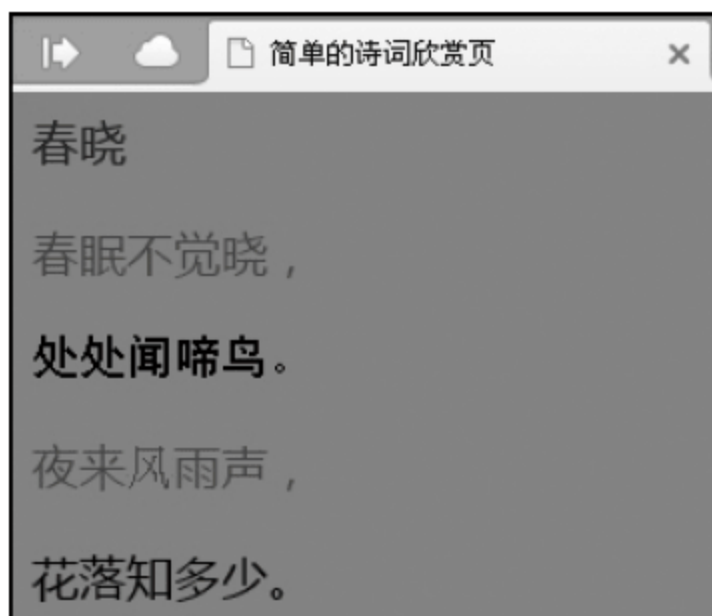 简单的诗词欣赏页
春晓
春眠不觉晓，
处处闻啼鸟。
夜来风雨声，
花落知多少。